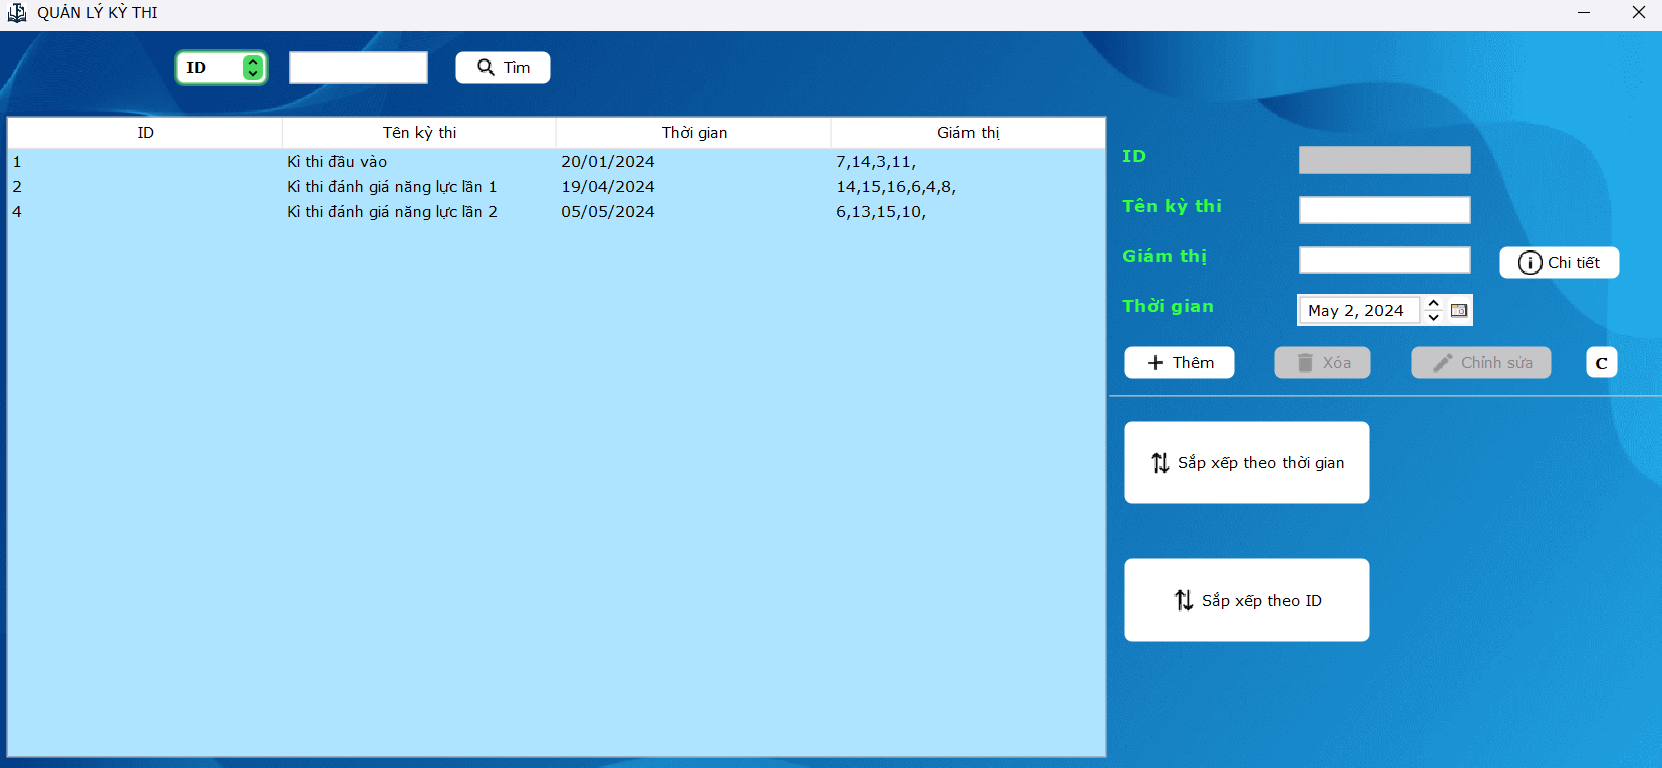 QUẢN LÝ KỲ THI
ID
Tìm
ID Tên kỳ thi Thời gian Giám thị
1 Kì thi đầu vào 20/01/2024 7,14,3,11,
2 Kì thi đánh giá năng lực lần 1 19/04/2024 14,15,16,6,4,8,
4 Kì thi đánh giá năng lực lần 2 05/05/2024 6,13,15,10,
ID
Tên kỳ thi
Giám thị
Chi tiết
Thời gian
May 2, 2024
Thêm
Xóa
Chỉnh sửa
C
Sắp xếp theo thời gian
Sắp xếp theo ID